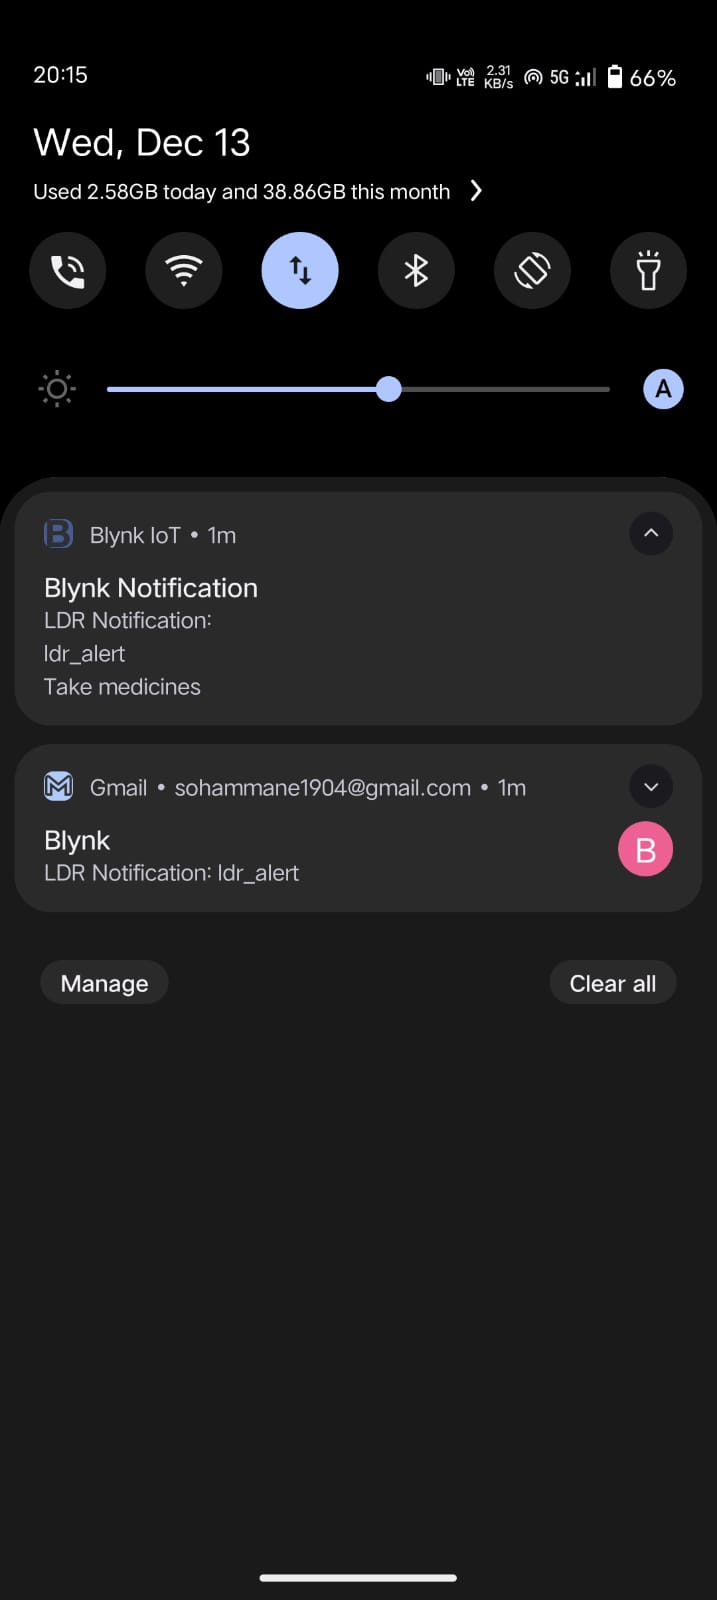 20:15
Vo)) LTE 2.31 KB/s 5G 66%
Wed, Dec 13
Used 2.58GB today and 38.86GB this month
A
B Blynk IoT • 1m
Blynk Notification
LDR Notification:
ldr_alert
Take medicines
M Gmail • sohammane1904@gmail.com • 1m
Blynk
B
LDR Notification: ldr_alert
Manage
Clear all